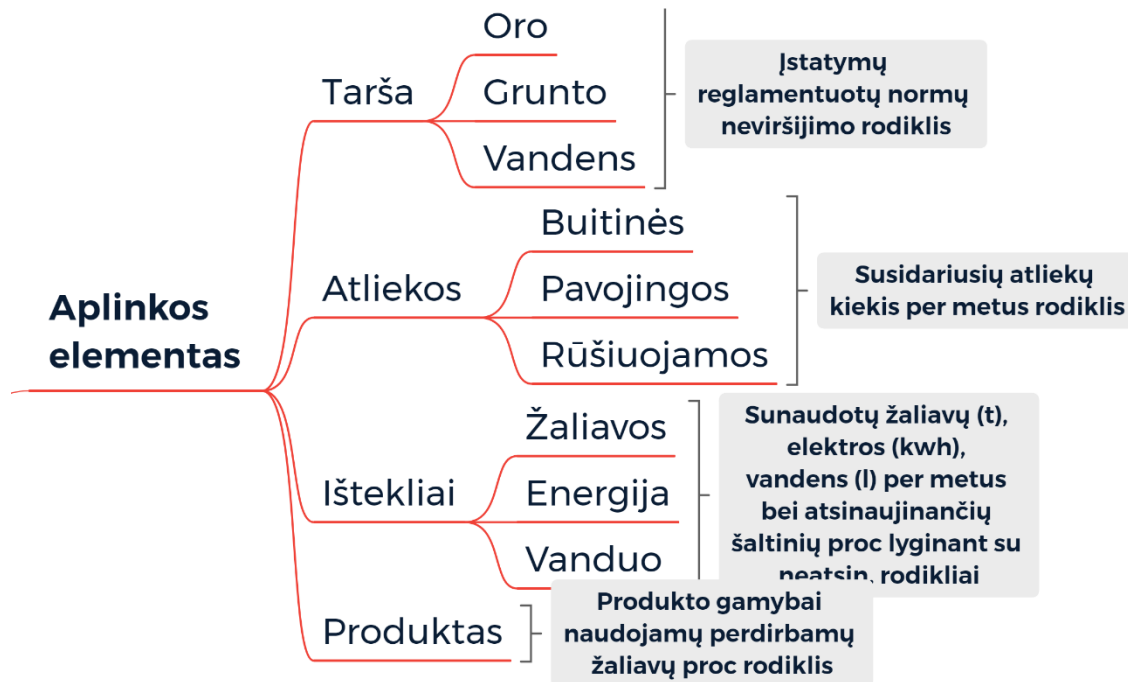 Aplinkos
elementas
Tarša
Oro
Grunto
Vandens
Įstatymų
reglamentuotų normų
neviršijimo rodiklis
Atliekos
Buitinės
Pavojingos
Rūšiuojamos
Susidariusių atliekų
kiekis per metus rodiklis
Ištekliai
Žaliavos
Energija
Vanduo
Sunaudotų žaliavų (t),
elektros (kwh),
vandens (l) per metus
bei atsinaujinančių
šaltinių proc lyginant su
neatsin. rodikliai
Produktas
Produkto gamybai
naudojamų perdirbamų
žaliavų proc rodiklis